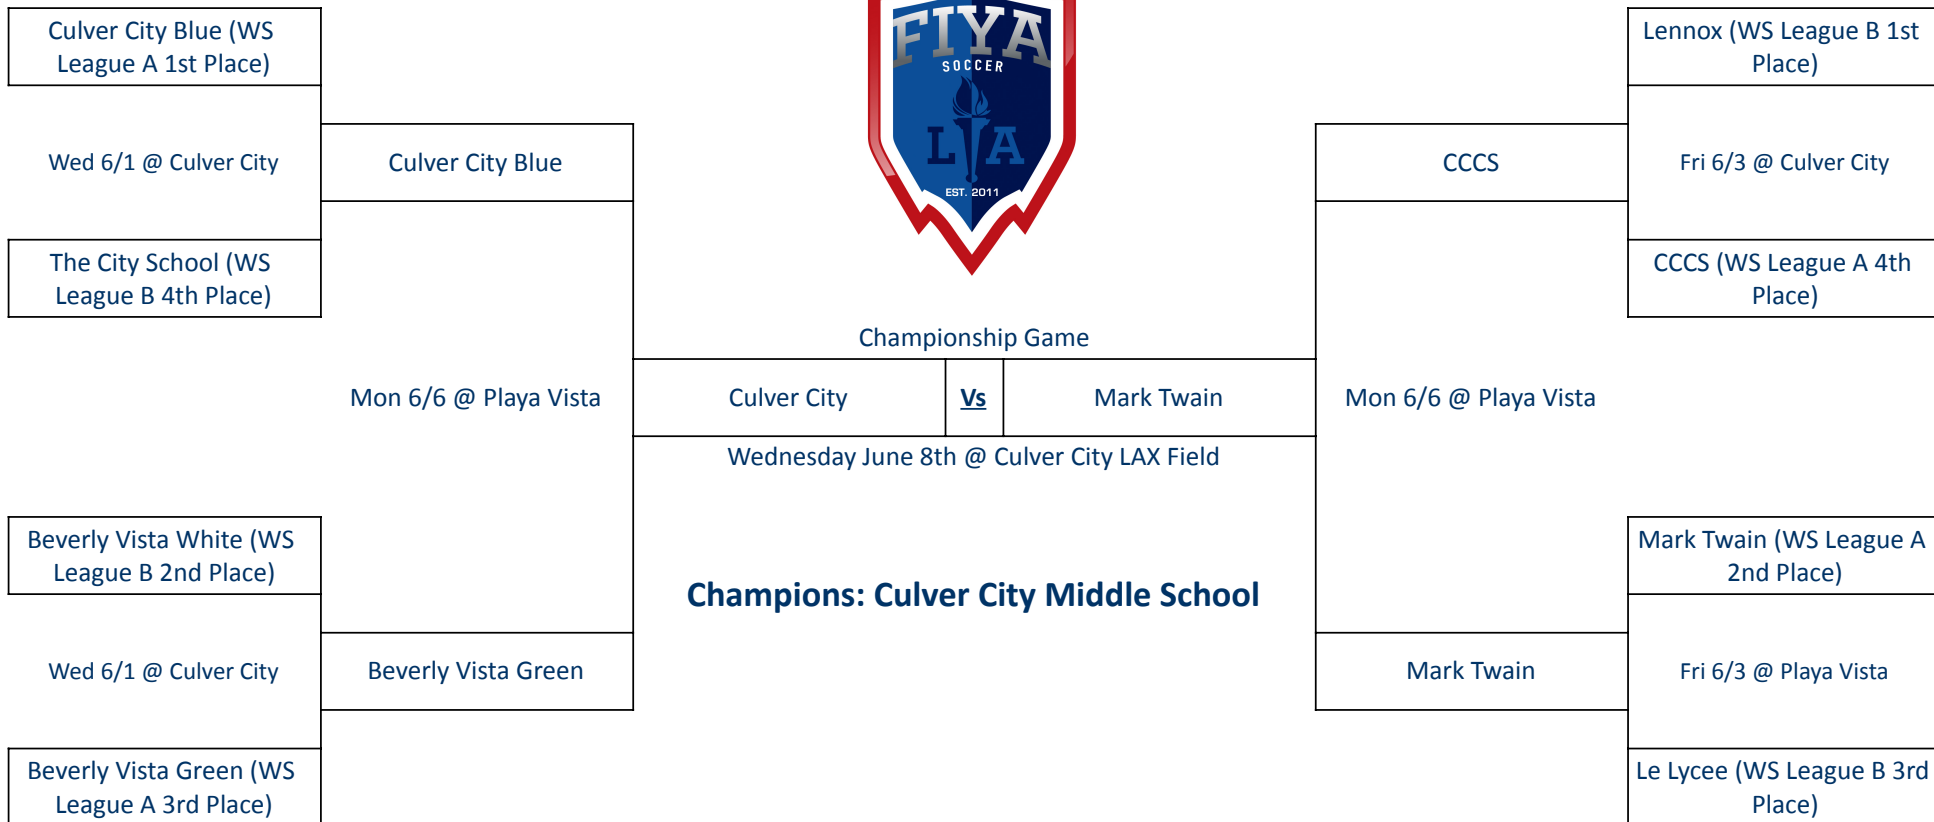 Culver City Blue (WS
League A 1st Place)
Wed 6/1 @ Culver City
The City School (WS
League B 4th Place)
Culver City Blue
Mon 6/6 @ Playa Vista
Beverly Vista White (WS
League B 2nd Place)
Wed 6/1 @ Culver City
Beverly Vista Green (WS
League A 3rd Place)
Beverly Vista Green
FIYA
SOCCER
LA
EST. 2011
Championship Game
Culver City
Vs
Mark Twain
Wednesday June 8th @ Culver City LAX Field
Champions: Culver City Middle School
CCCS
Mon 6/6 @ Playa Vista
Mark Twain
Lennox (WS League B 1st
Place)
Fri 6/3 @ Culver City
CCCS (WS League A 4th
Place)
Mark Twain (WS League A
2nd Place)
Fri 6/3 @ Playa Vista
Le Lycee (WS League B 3rd
Place)